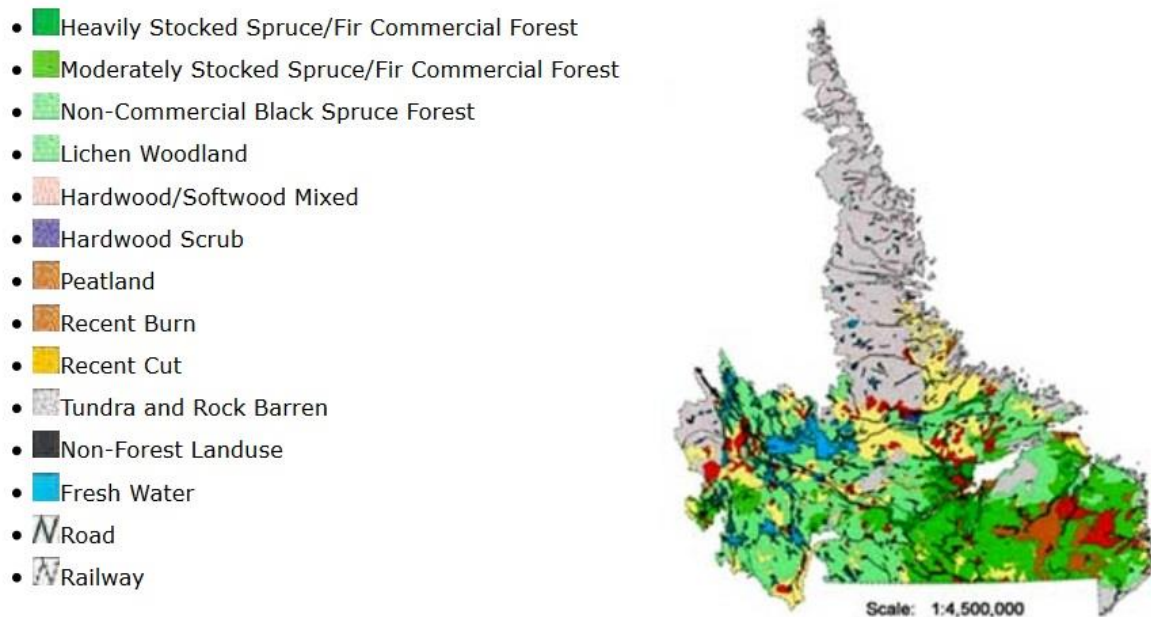 Heavily Stocked Spruce/Fir Commercial Forest
Moderately Stocked Spruce/Fir Commercial Forest
Non-Commercial Black Spruce Forest
Lichen Woodland
Hardwood/Softwood Mixed
Hardwood Scrub
Peatland
Recent Burn
Recent Cut
Tundra and Rock Barren
Non-Forest Landuse
Fresh Water
Road
Railway
Scale: 1:4,500,000